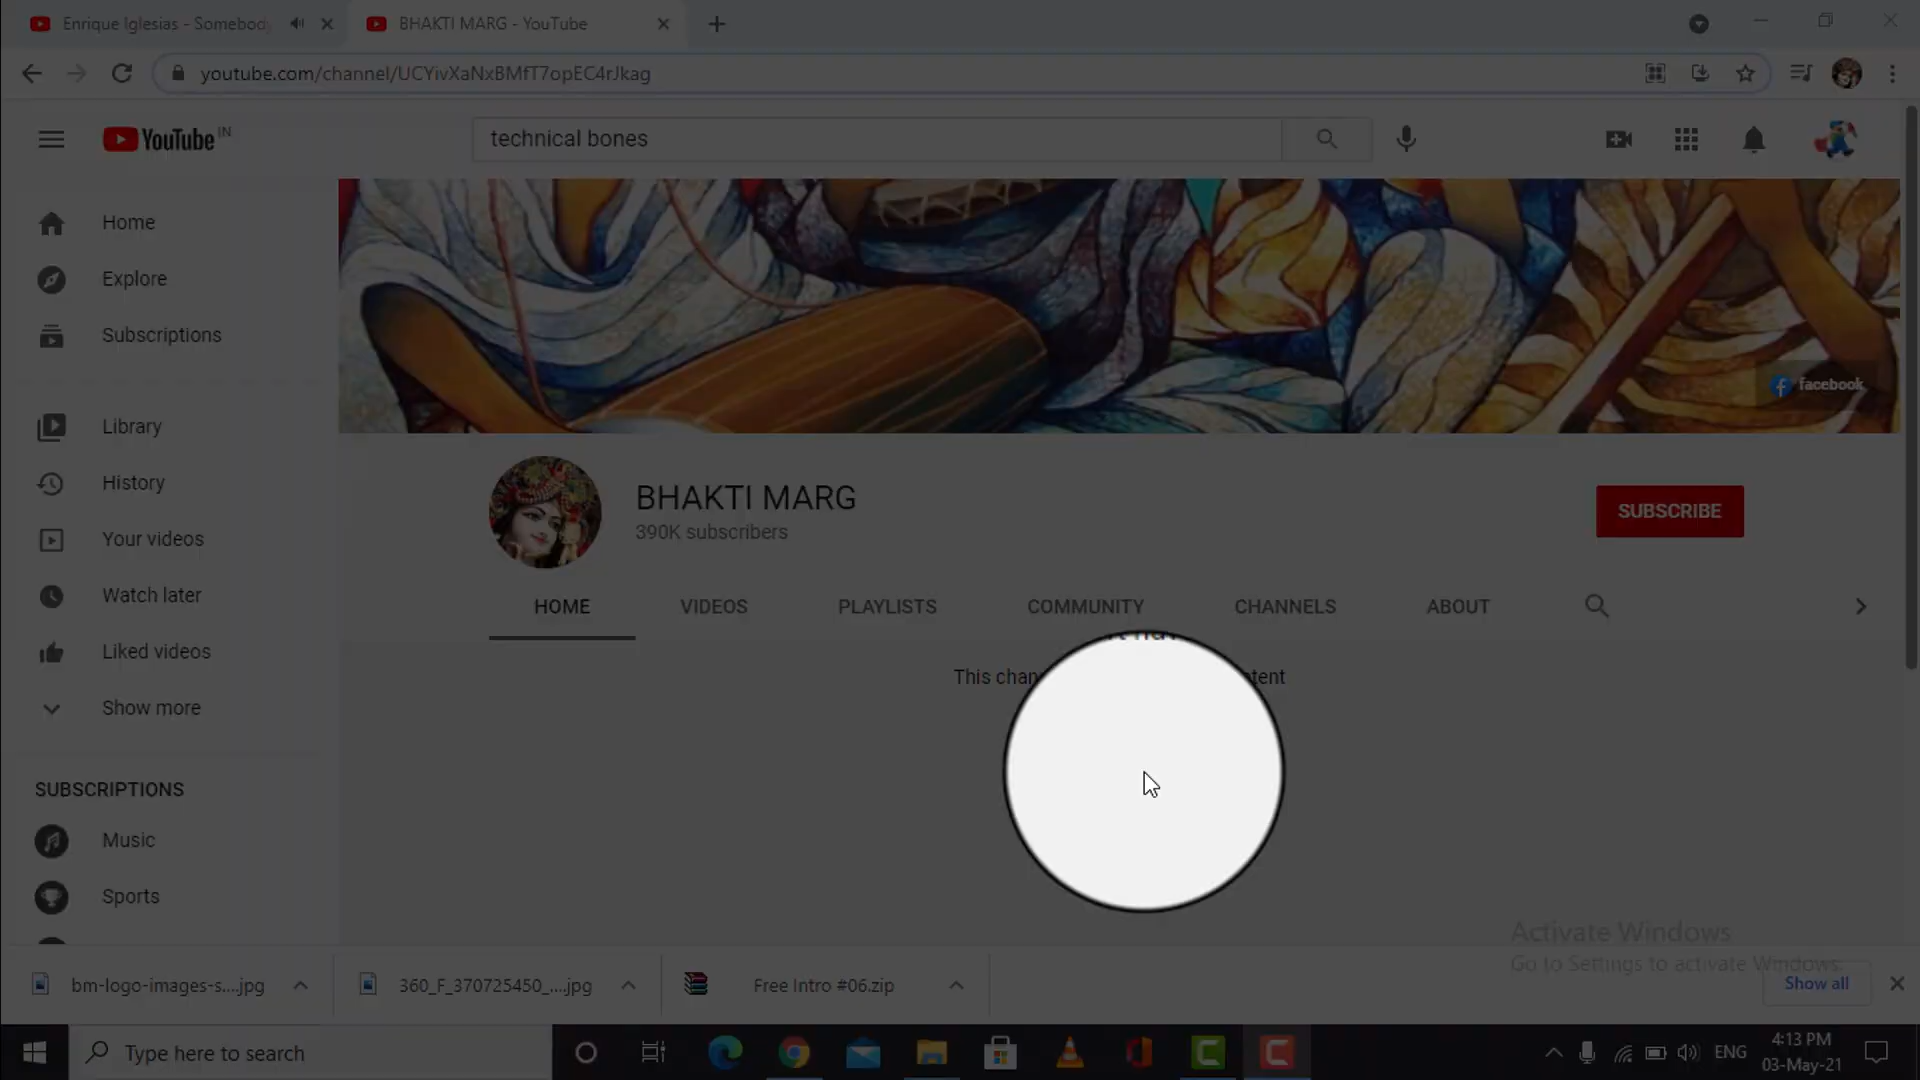 Enrique Iglesias - Somebody
BHAKTI MARG - YouTube
youtube.com/channel/UCYivXaNxBMfT7opEC4rJkag
YouTube IN
technical bones
Home
Explore
Subscriptions
facebook
Library
History
Your videos
Watch later
Liked videos
Show more
BHAKTI MARG
390K subscribers
SUBSCRIBE
HOME
VIDEOS
PLAYLISTS
COMMUNITY
CHANNELS
ABOUT
This
SUBSCRIPTIONS
Music
Sports
Activate Windows
Go to Settings to activate Windows.
bm-logo-images-s....jpg
360_F_370725450_....jpg
Free Intro #06.zip
Show all
Type here to search
ENG
4:13 PM
03-May-21